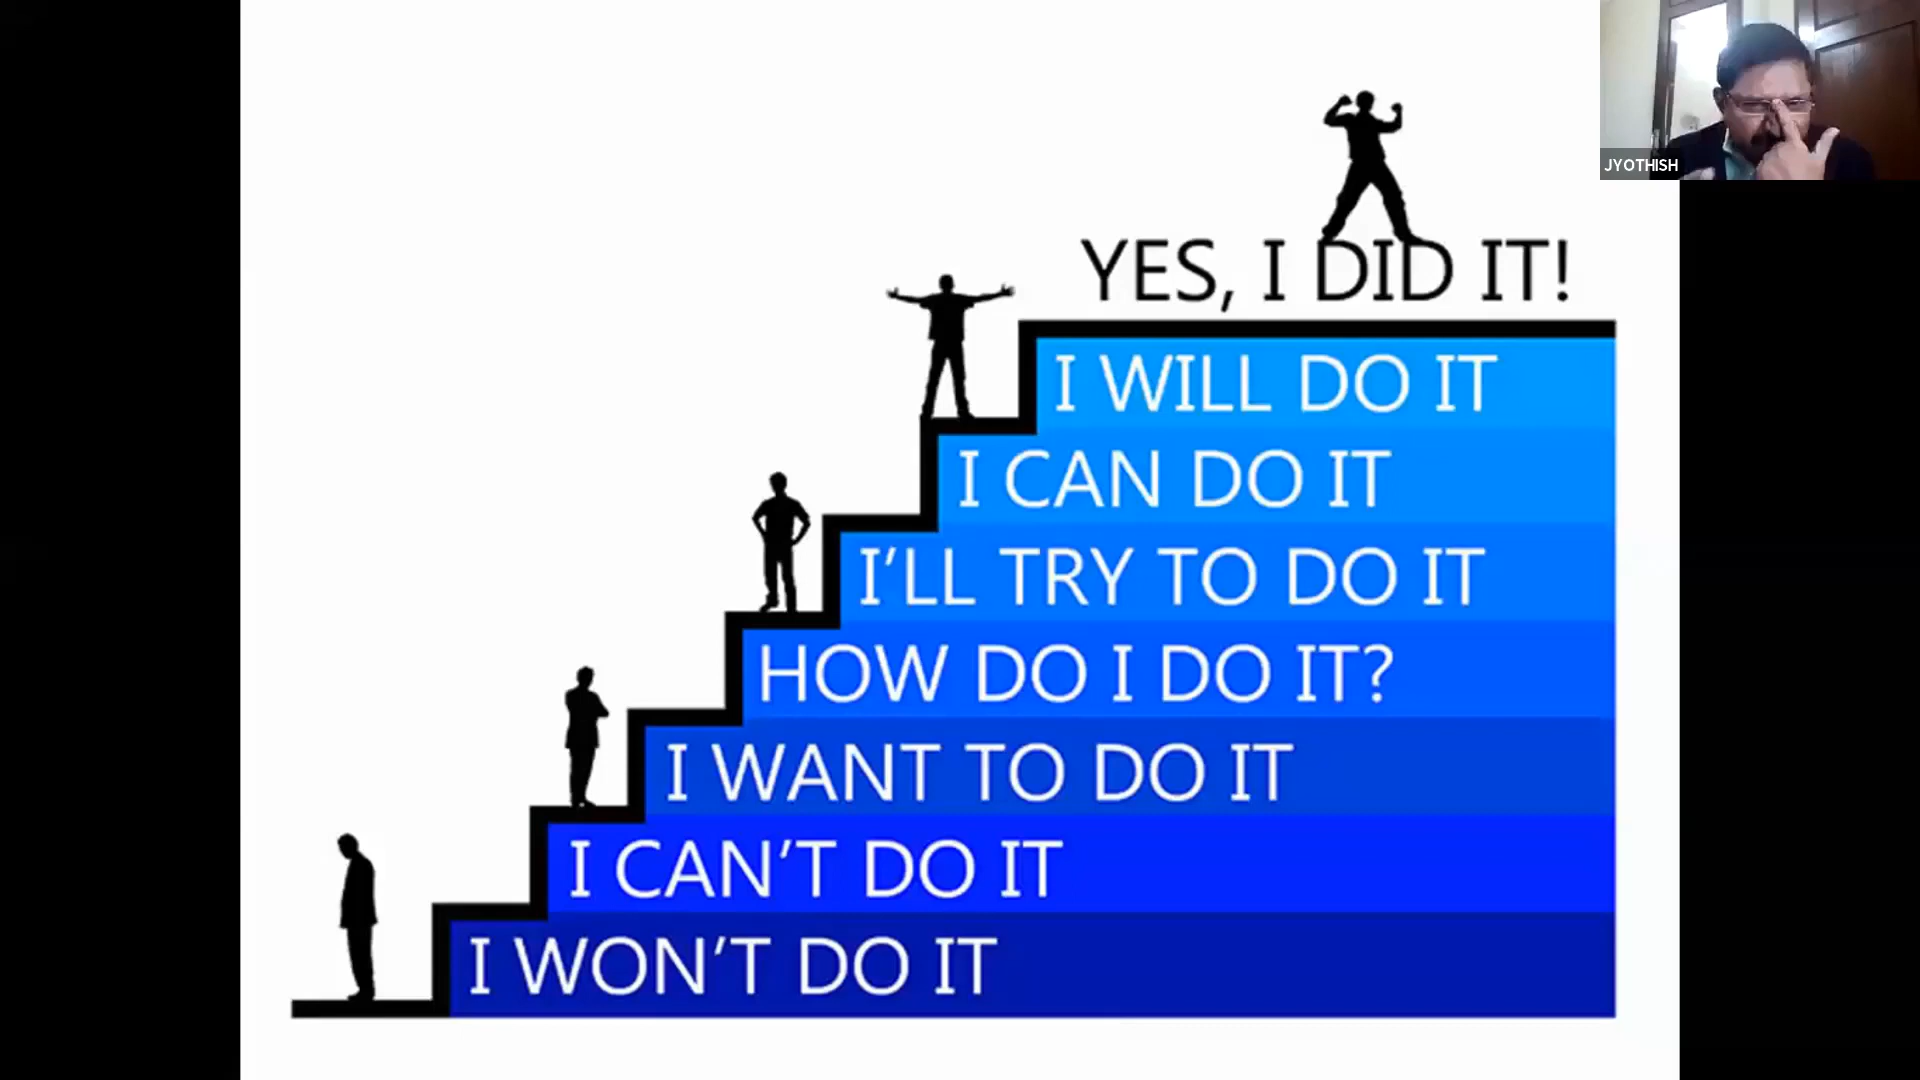 JYOTHISH
YES, I DID IT!
I WILL DO IT
I CAN DO IT
I’LL TRY TO DO IT
HOW DO I DO IT?
I WANT TO DO IT
I CAN’T DO IT
I WON’T DO IT